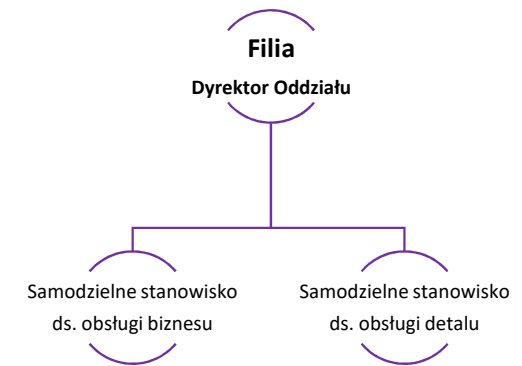 Filia
Dyrektor Oddziału
Samodzielne stanowisko
ds. obsługi biznesu
Samodzielne stanowisko
ds. obsługi detalu